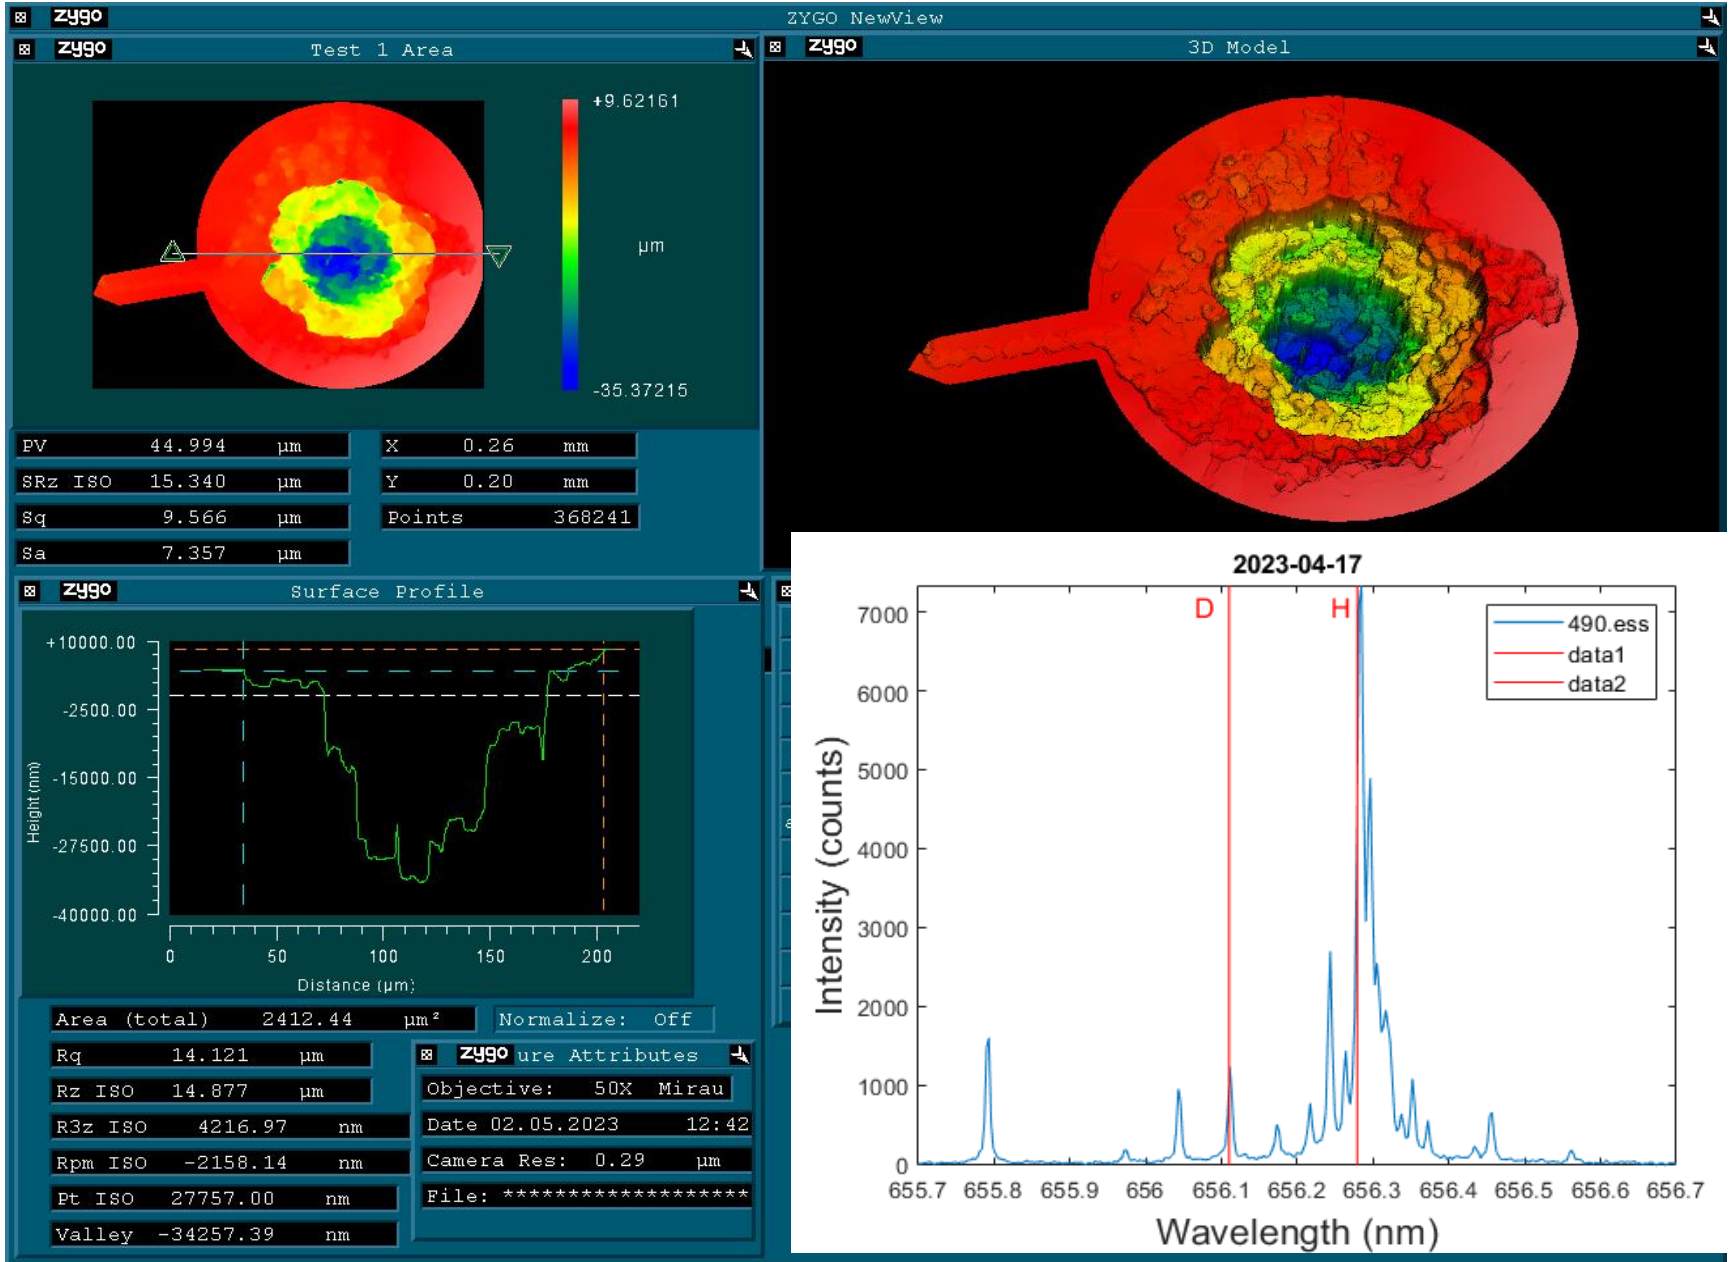 zygo ZYGO NewView
zygo Test 1 Area
+9.62161
µm
-35.37215
PV 44.994 µm
SRz ISO 15.340 µm
Sq 9.566 µm
Sa 7.357 µm
X 0.26 mm
Y 0.20 mm
Points 368241
zygo 3D Model
zygo Surface Profile
+10000.00
-2500.00
-15000.00
-27500.00
-40000.00
Height (nm)
0 50 100 150 200
Distance (µm)
Area (total) 2412.44 µm²
Normalize: Off
Rq 14.121 µm
Rz ISO 14.877 µm
R3z ISO 4216.97 nm
Rpm ISO -2158.14 nm
Pt ISO 27757.00 nm
Valley -34257.39 nm
zygo ure Attributes
Objective: 50X Mirau
Date 02.05.2023 12:42
Camera Res: 0.29 µm
File: *******************
2023-04-17
D H
490.ess
data1
data2
7000
6000
5000
4000
3000
2000
1000
0
Intensity (counts)
655.7 655.8 655.9 656 656.1 656.2 656.3 656.4 656.5 656.6 656.7
Wavelength (nm)